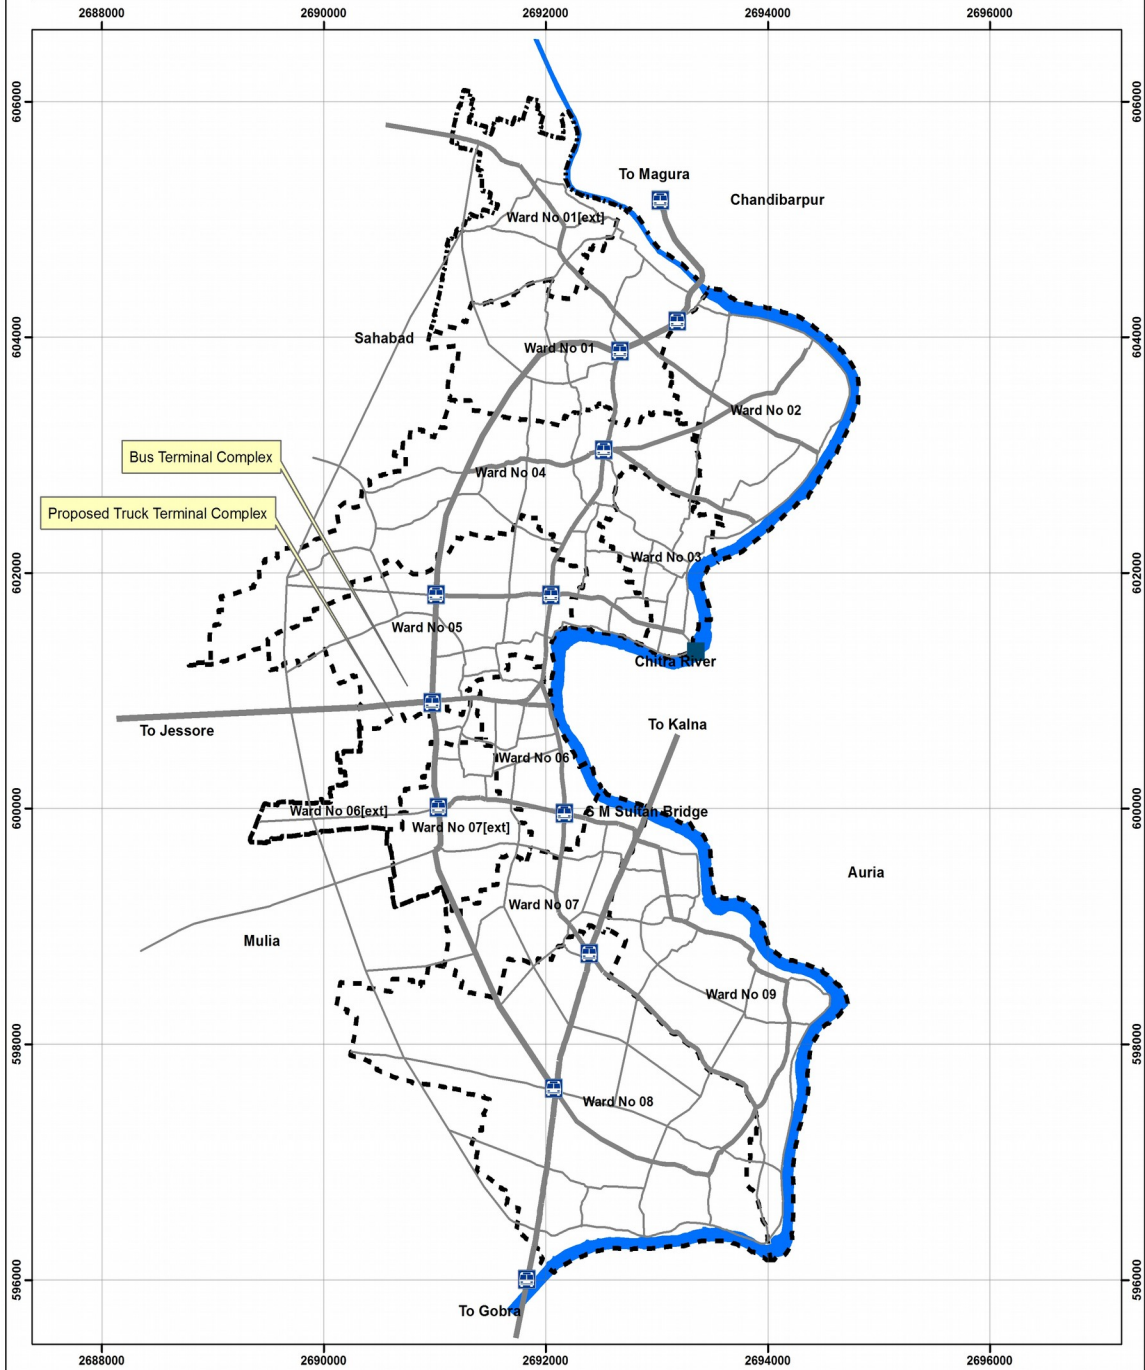 2688000
2690000
2692000
2694000
2696000
606000
606000
To Magura
Chandibarpur
Ward No 01[ext]
604000
Sahabad
Ward No 01
604000
Ward No 02
Bus Terminal Complex
Ward No 04
Proposed Truck Terminal Complex
Ward No 03
602000
602000
Ward No 05
Chitra River
To Kalna
To Jessore
Ward No 06
600000
Ward No 06[ext]
S M Sultan Bridge
600000
Ward No 07[ext]
Auria
Ward No 07
Mulia
Ward No 09
598000
598000
Ward No 08
596000
596000
To Gobra
2688000
2690000
2692000
2694000
2696000